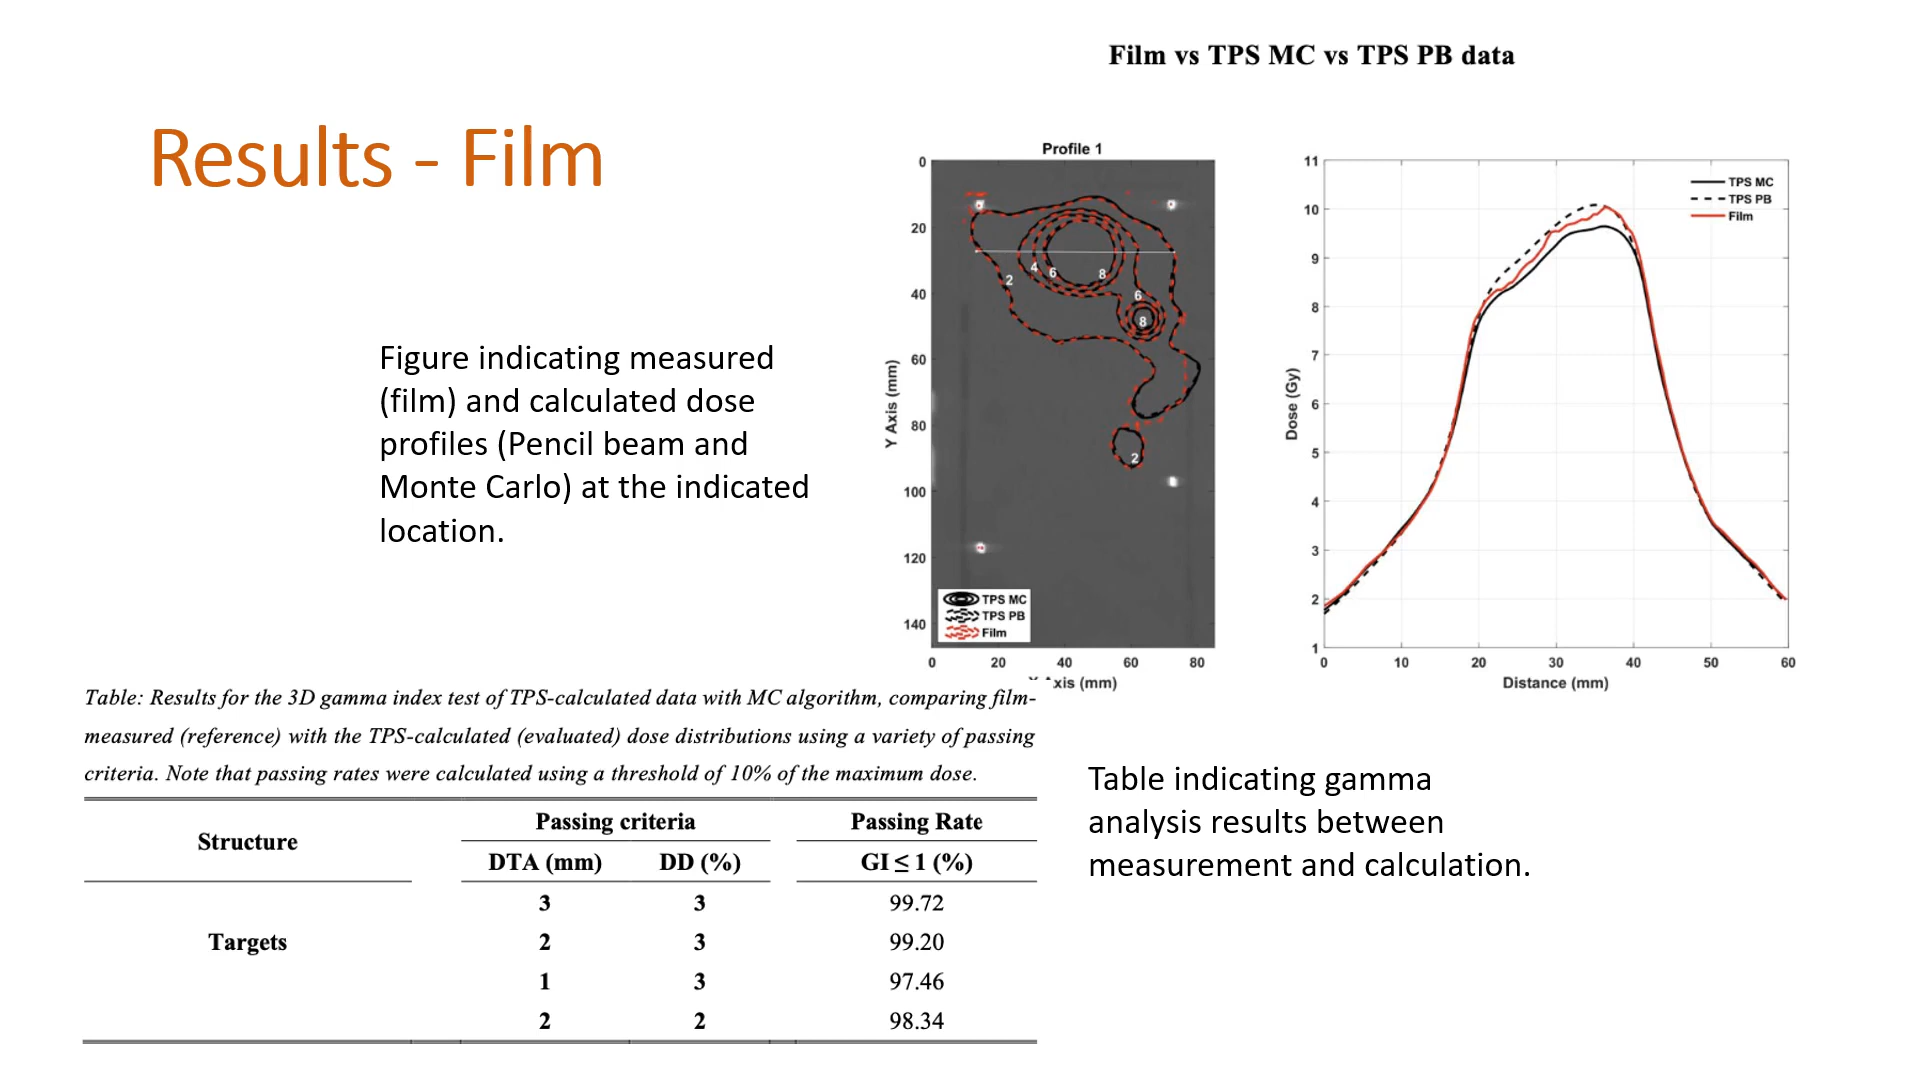 Film vs TPS MC vs TPS PB data
Results - Film
Figure indicating measured
(film) and calculated dose
profiles (Pencil beam and
Monte Carlo) at the indicated
location.
Profile 1
0
20
40
60
80
100
120
140
Y Axis (mm)
2
4
6
8
6
8
2
TPS MC
TPS PB
Film
0
20
40
60
80
xis (mm)
11
10
9
8
7
6
5
4
3
2
1
Dose (Gy)
TPS MC
TPS PB
Film
0
10
20
30
40
50
60
Distance (mm)
Table: Results for the 3D gamma index test of TPS-calculated data with MC algorithm, comparing film-
measured (reference) with the TPS-calculated (evaluated) dose distributions using a variety of passing
criteria. Note that passing rates were calculated using a threshold of 10% of the maximum dose.
Structure
Passing criteria
Passing Rate
DTA (mm) DD (%) GI ≤ 1 (%)
3 3 99.72
Targets 2 3 99.20
1 3 97.46
2 2 98.34
Table indicating gamma
analysis results between
measurement and calculation.